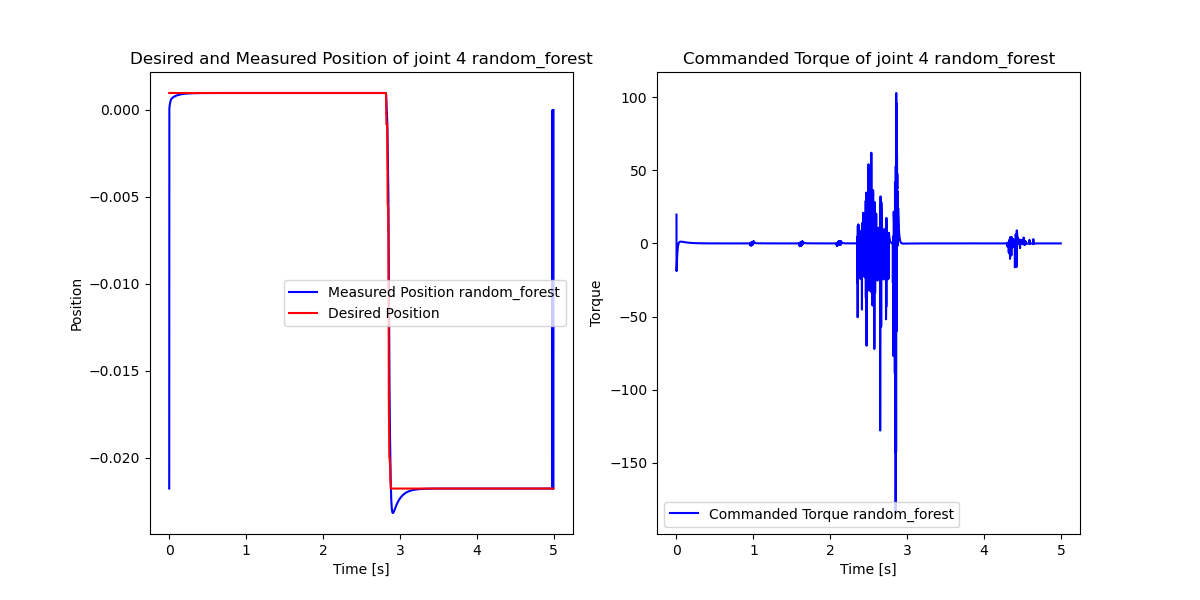 Desired and Measured Position of joint 4 random_forest
Position
0.000
−0.005
−0.010
−0.015
−0.020
Measured Position random_forest
Desired Position
0 1 2 3 4 5
Time [s]
Commanded Torque of joint 4 random_forest
Torque
100
50
0
−50
−100
−150
Commanded Torque random_forest
0 1 2 3 4 5
Time [s]